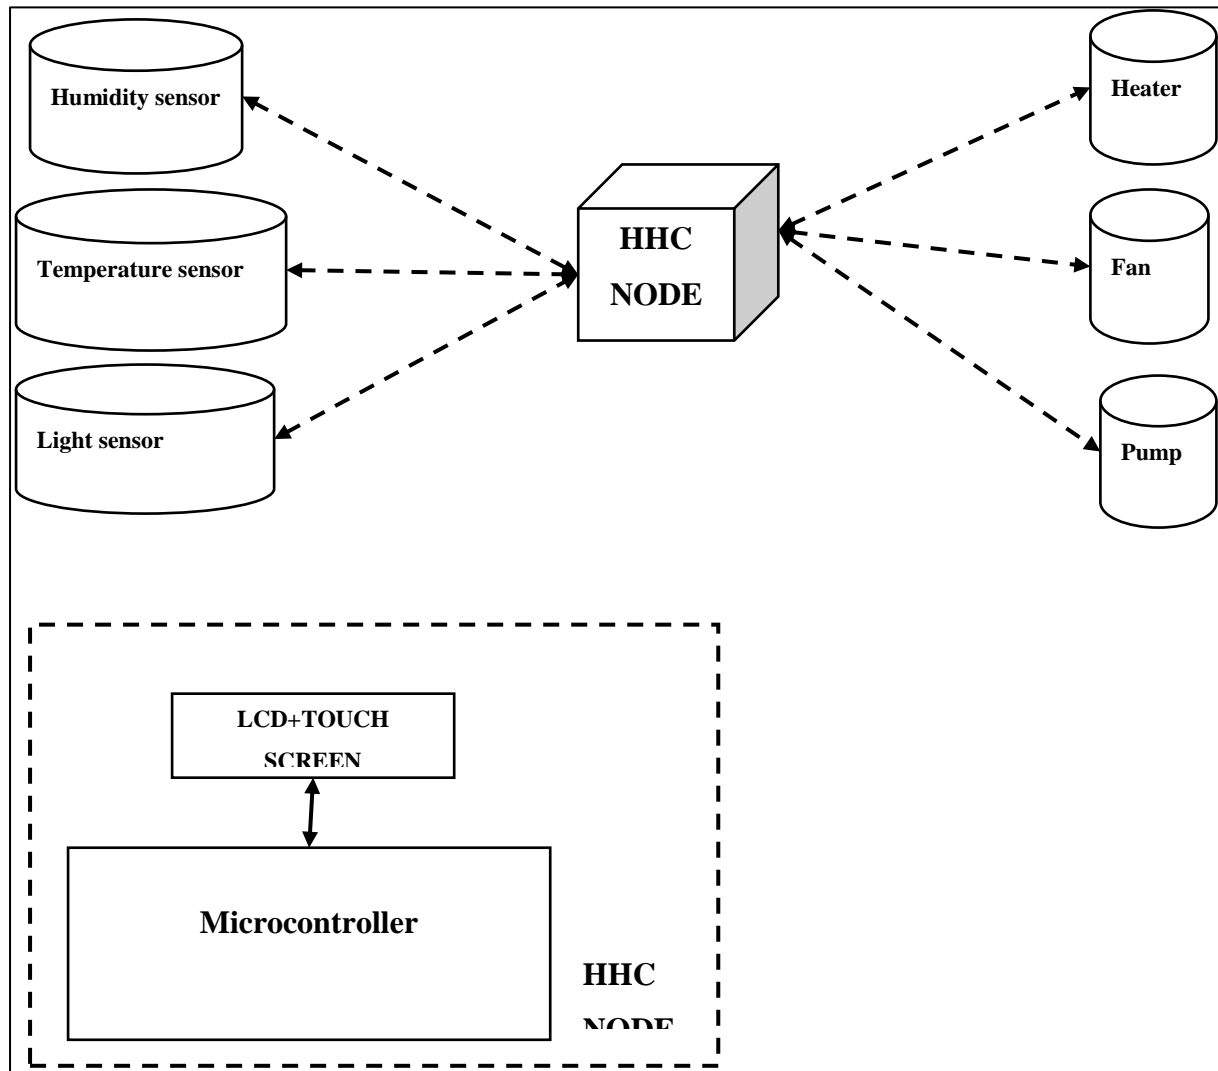 Humidity sensor
Heater
HHC
NODE
Temperature sensor
Fan
Light sensor
Pump
LCD+TOUCH
SCREEN
Microcontroller
HHC
NODE